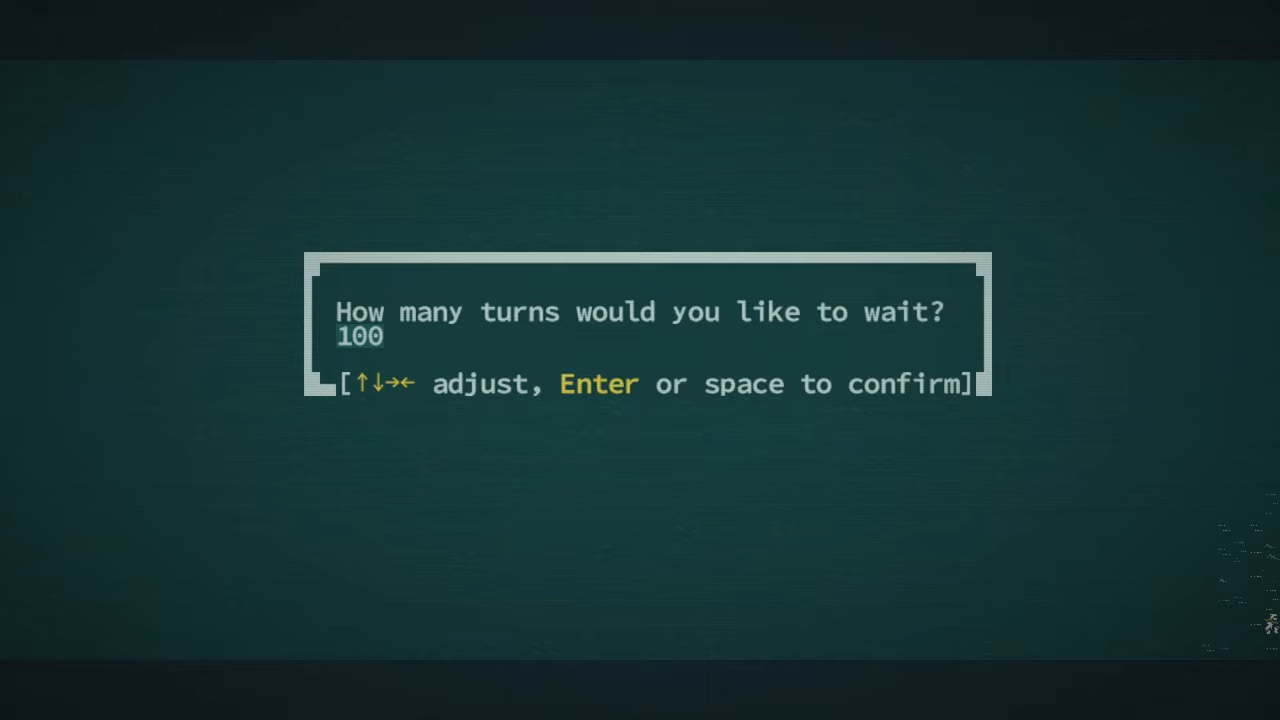 How many turns would you like to wait?
100
[↑↓→← adjust, Enter or space to confirm]